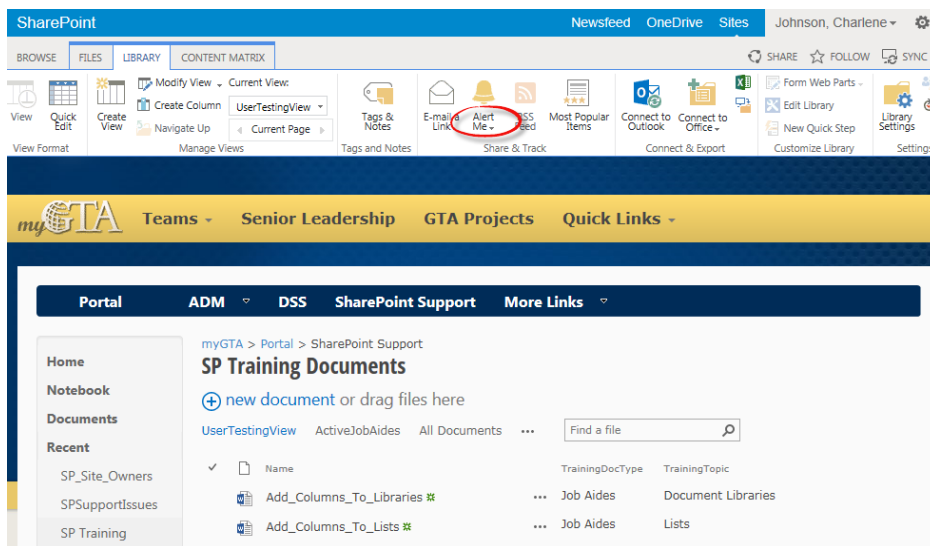 SharePoint Newsfeed OneDrive Sites Johnson, Charlene
BROWSE FILES LIBRARY CONTENT MATRIX SHARE FOLLOW SYNC
View
Quick
Edit
Create
View
Modify View
Create Column
Navigate Up
Current View:
UserTestingView
Current Page
Tags &
Notes
E-mail a
Link
Alert
Me
RSS
Feed
Most Popular
Items
Connect to
Outlook
Connect to
Office
Form Web Parts
Edit Library
New Quick Step
Library
Settings
View Format Manage Views Tags and Notes Share & Track Connect & Export Customize Library Settings
myGTA Teams Senior Leadership GTA Projects Quick Links
Portal ADM DSS SharePoint Support More Links
Home
Notebook
Documents
Recent
SP_Site_Owners
SPSupportIssues
SP Training
myGTA > Portal > SharePoint Support
SP Training Documents
new document or drag files here
UserTestingView ActiveJobAides All Documents ... Find a file
Name TrainingDocType TrainingTopic
Add_Columns_To_Libraries ... Job Aides Document Libraries
Add_Columns_To_Lists ... Job Aides Lists